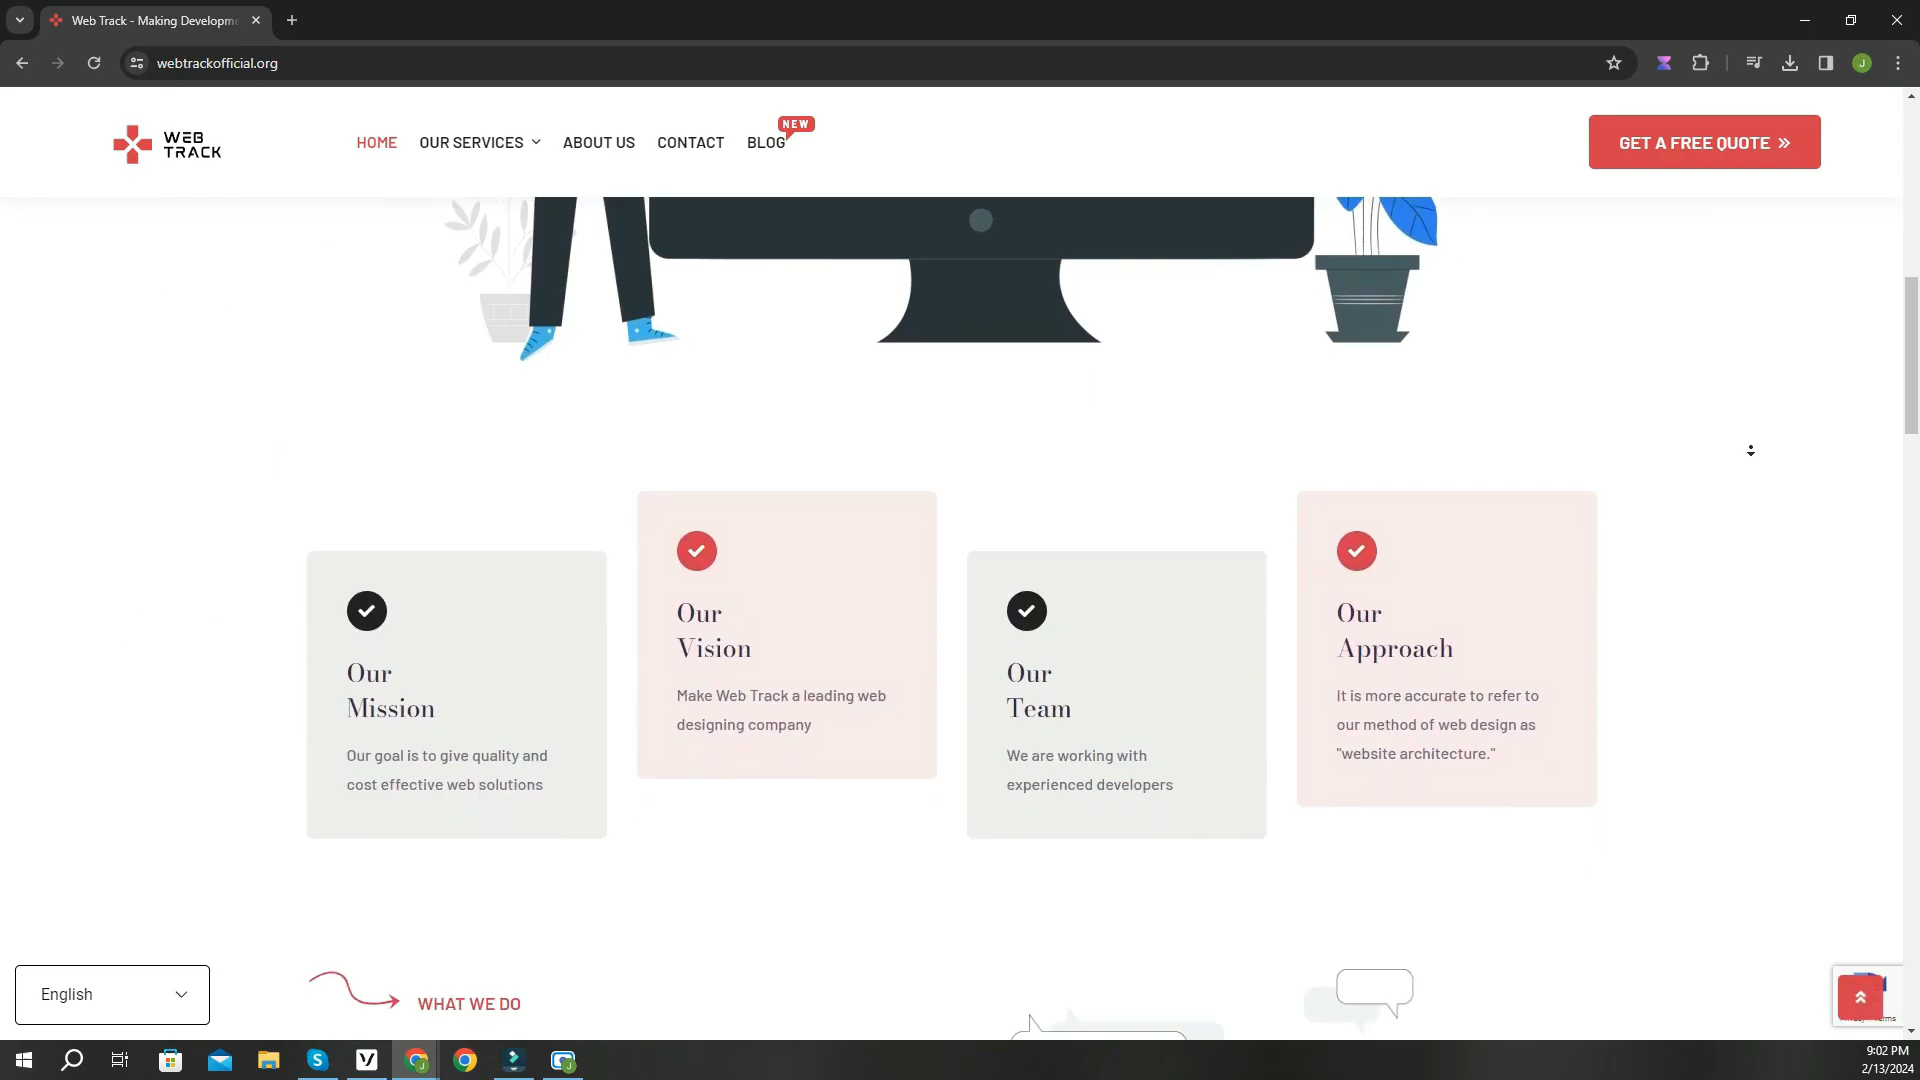 Web Track - Making Developm
webtrackofficial.org
J
WEB
TRACK
HOME
OUR SERVICES
ABOUT US
CONTACT
BLOG
NEW
GET A FREE QUOTE
Our
Mission
Our goal is to give quality and
cost effective web solutions
Our
Vision
Make Web Track a leading web
designing company
Our
Team
We are working with
experienced developers
Our
Approach
It is more accurate to refer to
our method of web design as
"website architecture."
WHAT WE DO
English
9:02 PM
2/13/2024